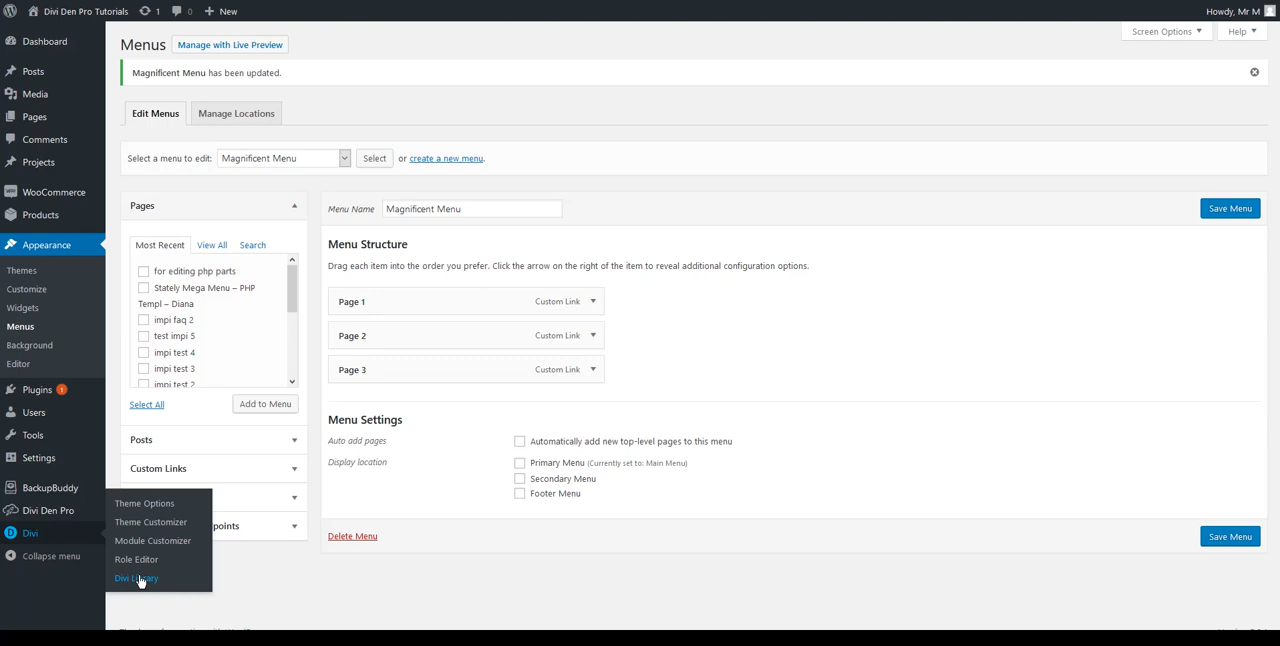 Divi Den Pro Tutorials 1 0 New Howdy, Mr M
Dashboard
Posts
Media
Pages
Comments
Projects
WooCommerce
Products
Appearance
Themes
Customize
Widgets
Menus
Background
Editor
Plugins 1
Users
Tools
Settings
BackupBuddy
Divi Den Pro
Divi
Collapse menu
Theme Options
Theme Customizer
Module Customizer
Role Editor
Divi Library
Screen Options Help
Menus Manage with Live Preview
Magnificent Menu has been updated.
Edit Menus Manage Locations
Select a menu to edit: Magnificent Menu Select or create a new menu.
Pages
Most Recent View All Search
for editing php parts
Stately Mega Menu – PHP
Templ – Diana
impi faq 2
test impi 5
impi test 4
impi test 3
impi test 2
Select All Add to Menu
Posts
Custom Links
Menu Name Magnificent Menu Save Menu
Menu Structure
Drag each item into the order you prefer. Click the arrow on the right of the item to reveal additional configuration options.
Page 1 Custom Link
Page 2 Custom Link
Page 3 Custom Link
Menu Settings
Auto add pages Automatically add new top-level pages to this menu
Display location Primary Menu (Currently set to: Main Menu)
Secondary Menu
Footer Menu
Delete Menu Save Menu